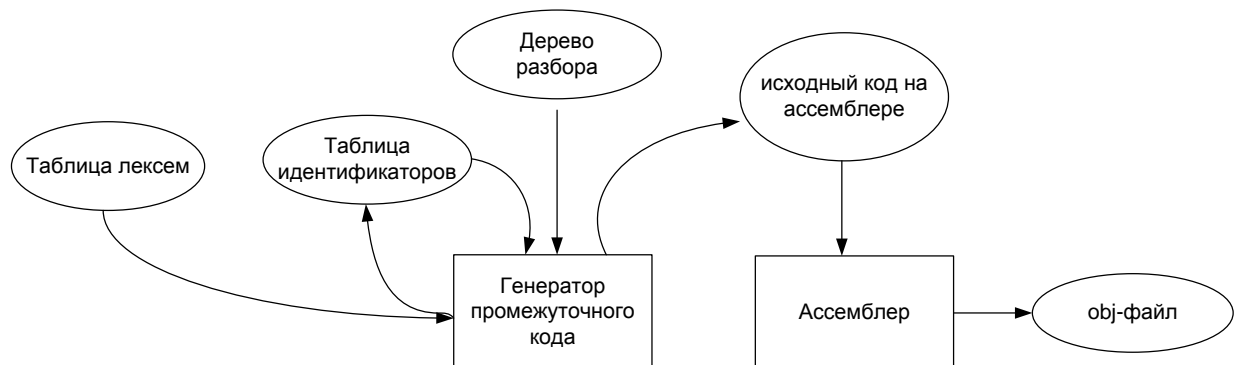 Дерево
разбора
исходный код на
ассемблере
Таблица лексем
Таблица
идентификаторов
Генератор
промежуточного
кода
Ассемблер
obj-файл